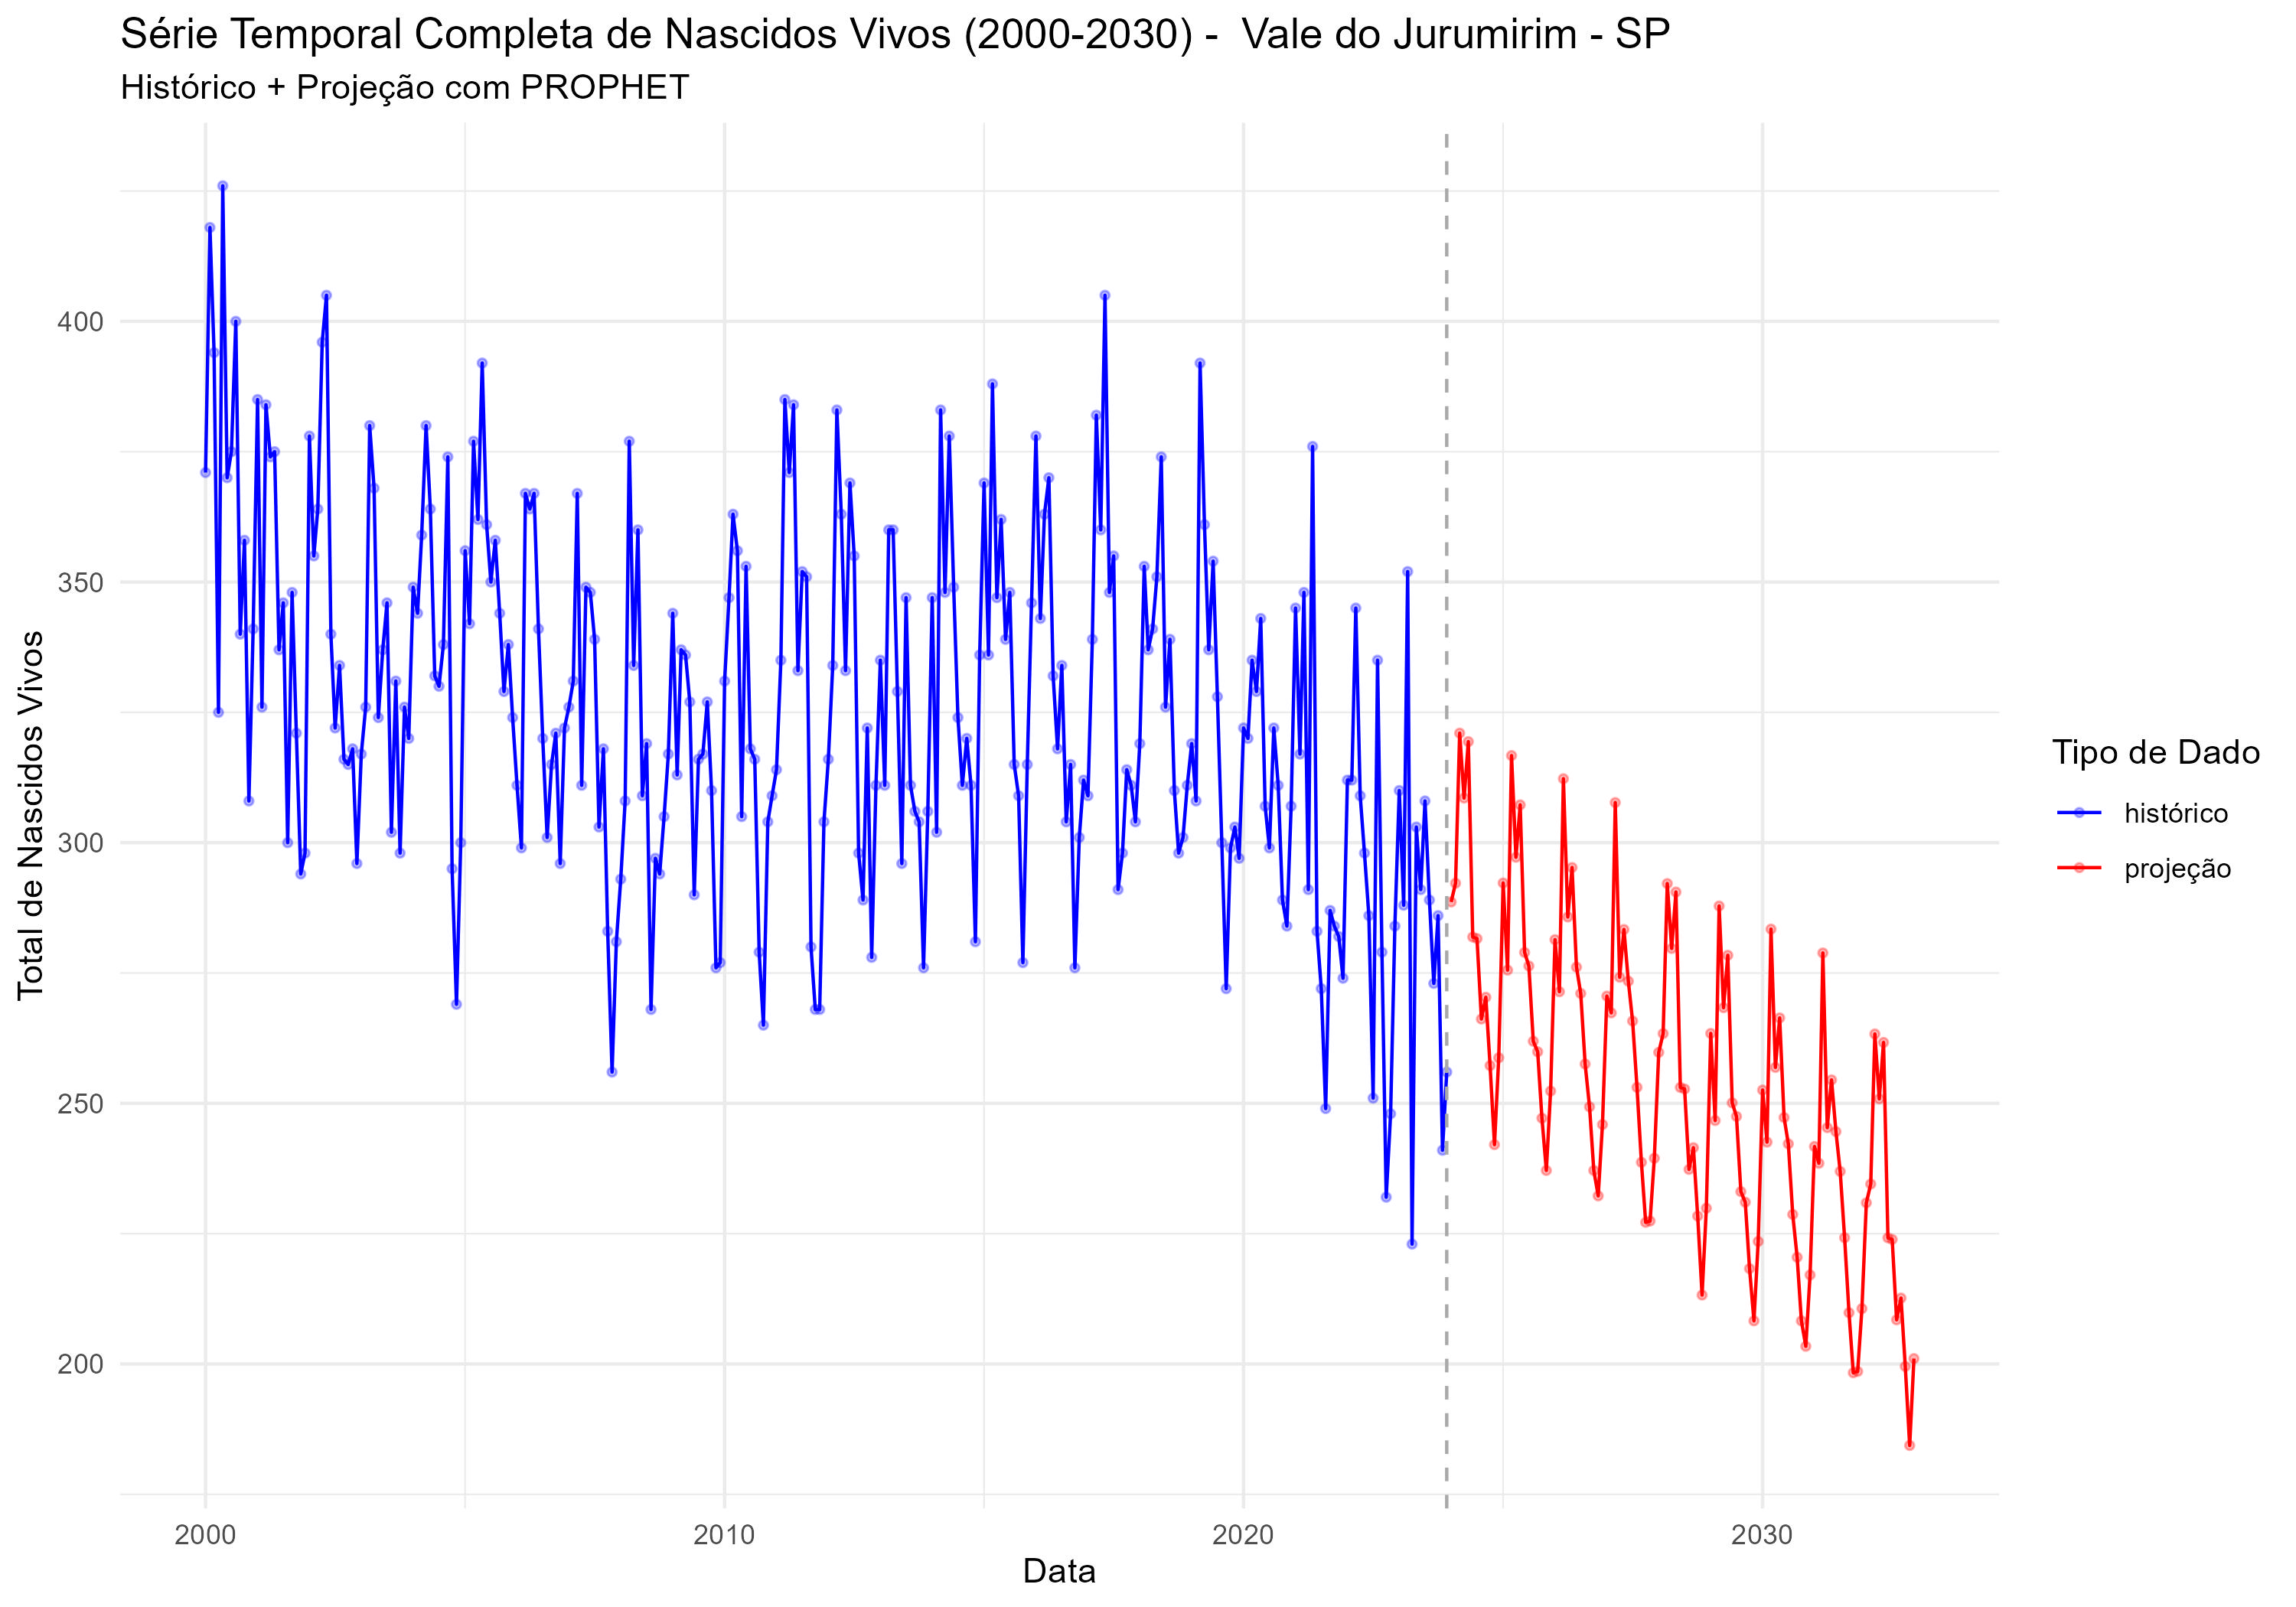 Série Temporal Completa de Nascidos Vivos (2000-2030) -  Vale do Jurumirim - SP
Histórico + Projeção com PROPHET
Total de Nascidos Vivos
400
350
300
250
200
2000
2010
2020
2030
Data
Tipo de Dado
histórico
projeção